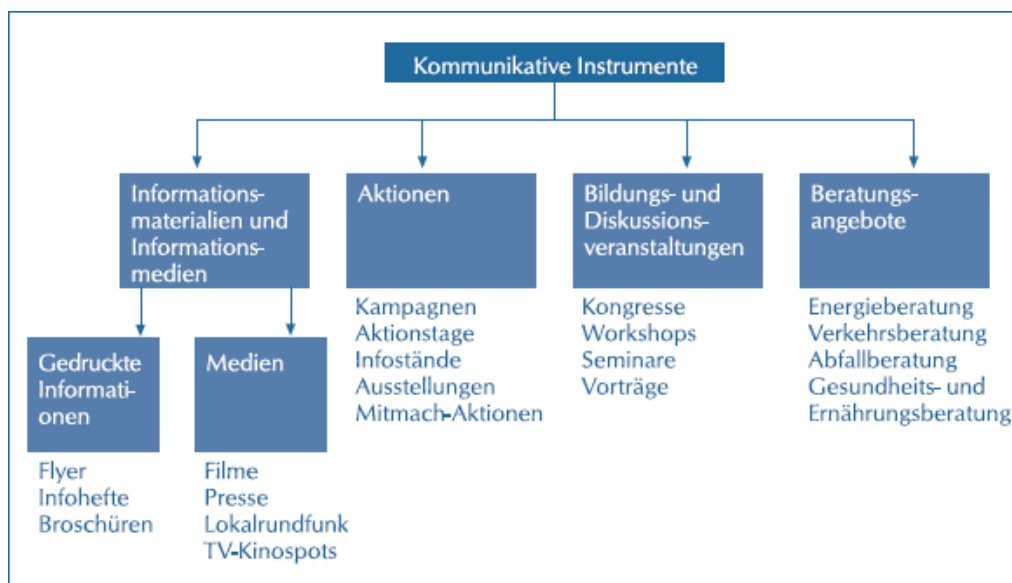 Kommunikative Instrumente
Informations-
materialien und
Informations-
medien
Gedruckte
Informati-
onen
Flyer
Infohefte
Broschüren
Medien
Filme
Presse
Lokalrundfunk
TV-Kinospots
Aktionen
Kampagnen
Aktionstage
Infostände
Ausstellungen
Mitmach-Aktionen
Bildungs- und
Diskussions-
veranstaltungen
Kongresse
Workshops
Seminare
Vorträge
Beratungs-
angebote
Energieberatung
Verkehrsberatung
Abfallberatung
Gesundheits- und
Ernährungsberatung